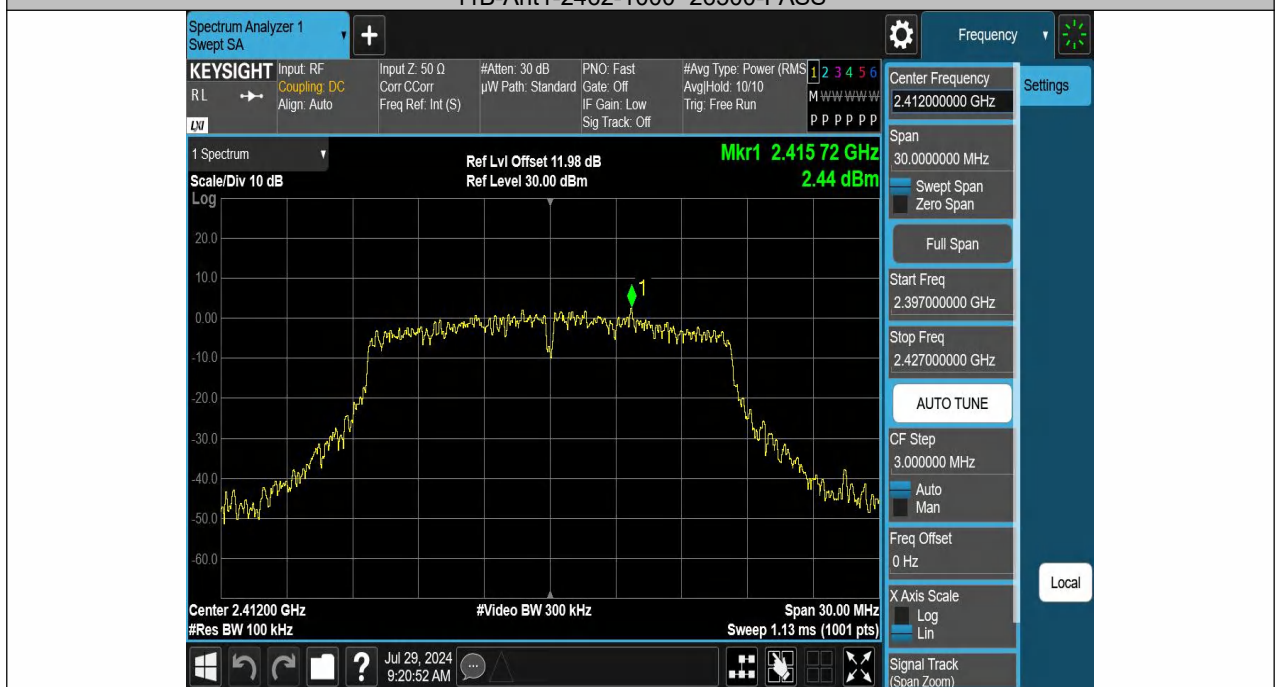 11B-Ant1-2462-1000~26500-PASS
Spectrum Analyzer 1
Swept SA
Frequency
KEYSIGHT
RL
LXI
Input: RF
Coupling: DC
Align: Auto
Input Z: 50 Ω
Corr CCorr
Freq Ref: Int (S)
#Atten: 30 dB
µW Path: Standard
PNO: Fast
Gate: Off
IF Gain: Low
Sig Track: Off
#Avg Type: Power (RMS
Avg|Hold: 10/10
Trig: Free Run
1 2 3 4 5 6
M W W W W W
P P P P P P
1 Spectrum
Scale/Div 10 dB
Log
Ref Lvl Offset 11.98 dB
Ref Level 30.00 dBm
Mkr1 2.415 72 GHz
2.44 dBm
20.0
10.0
0.00
-10.0
-20.0
-30.0
-40.0
-50.0
-60.0
1
Center 2.41200 GHz
#Res BW 100 kHz
#Video BW 300 kHz
Span 30.00 MHz
Sweep 1.13 ms (1001 pts)
Center Frequency
2.412000000 GHz
Settings
Span
30.0000000 MHz
Swept Span
Zero Span
Full Span
Start Freq
2.397000000 GHz
Stop Freq
2.427000000 GHz
AUTO TUNE
CF Step
3.000000 MHz
Auto
Man
Freq Offset
0 Hz
X Axis Scale
Log
Lin
Local
Signal Track
(Span Zoom)
?
Jul 29, 2024
9:20:52 AM